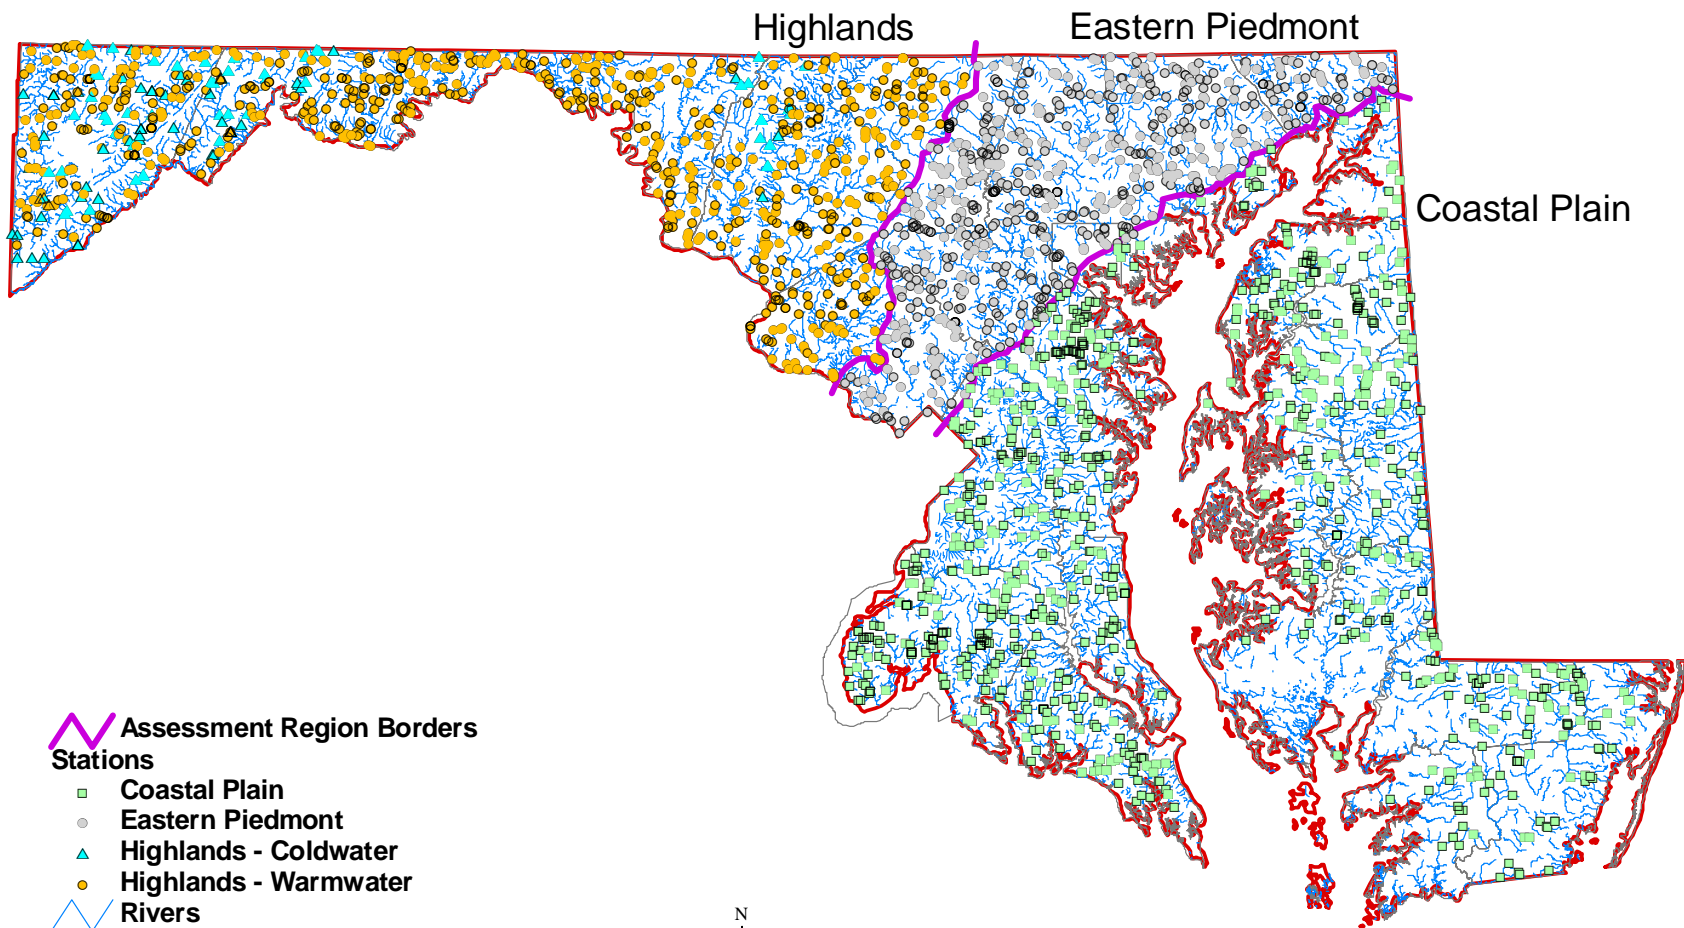 Highlands
Eastern Piedmont
Coastal Plain
Assessment Region Borders
Stations
Coastal Plain
Eastern Piedmont
Highlands - Coldwater
Highlands - Warmwater
Rivers
N